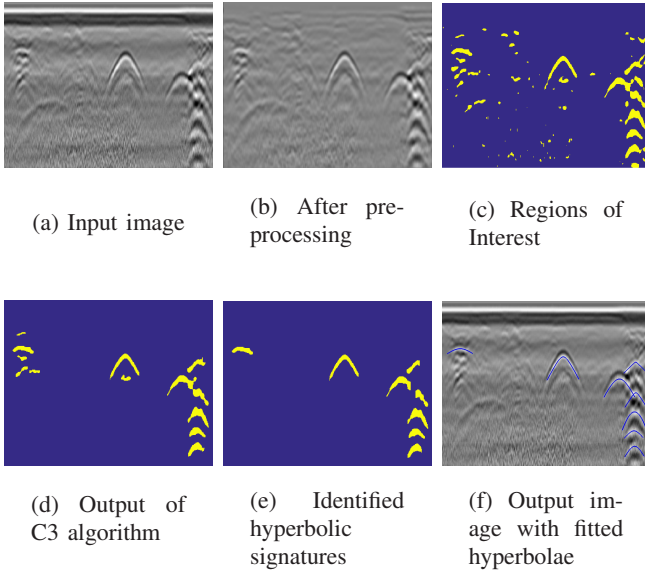 (a) Input image
(b) After pre-
processing
(c) Regions of
Interest
(d) Output of
C3 algorithm
(e) Identified
hyperbolic
signatures
(f) Output im-
age with fitted
hyperbolae